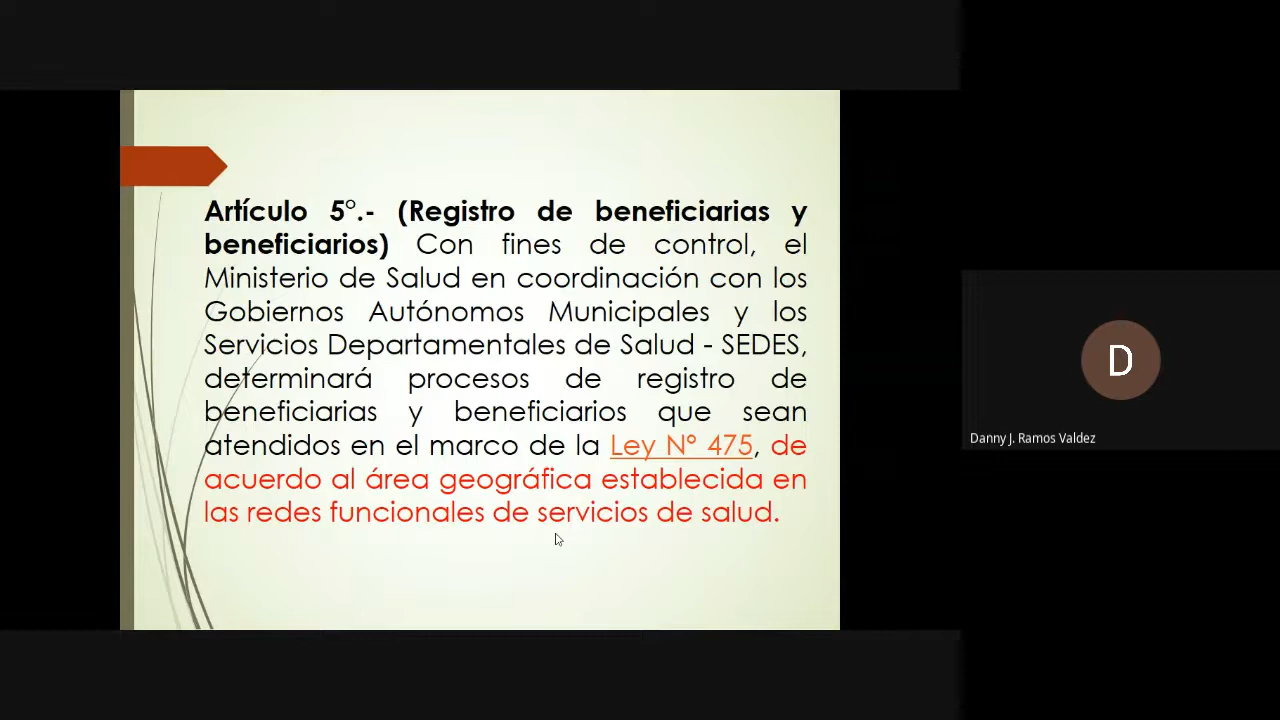 Artículo 5°.- (Registro de beneficiarias y
beneficiarios) Con fines de control, el
Ministerio de Salud en coordinación con los
Gobiernos Autónomos Municipales y los
Servicios Departamentales de Salud - SEDES,
determinará procesos de registro de
beneficiarias y beneficiarios que sean
atendidos en el marco de la Ley N° 475, de
acuerdo al área geográfica establecida en
las redes funcionales de servicios de salud.
D
Danny J. Ramos Valdez